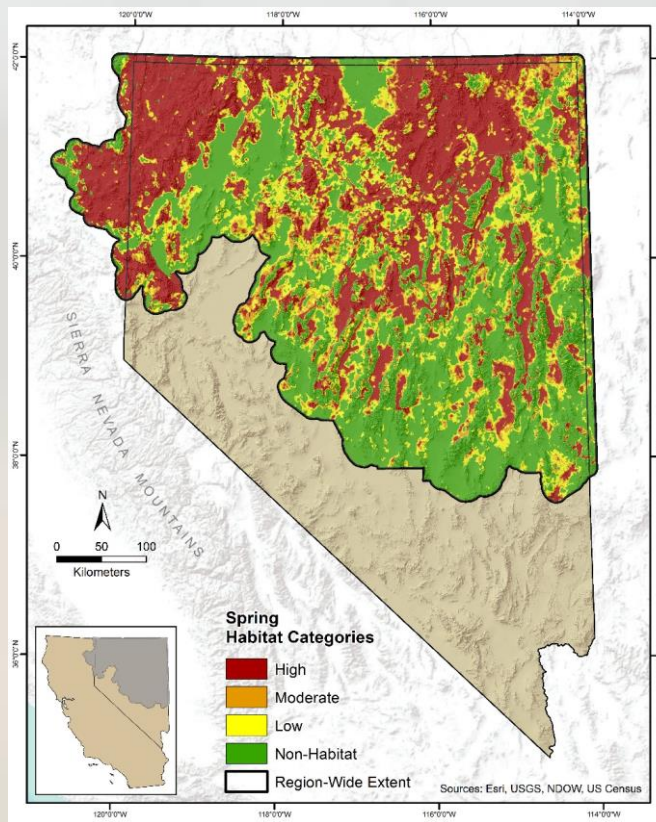 120°0'0"W 118°0'0"W 116°0'0"W 114°0'0"W
42°0'0"N
40°0'0"N
38°0'0"N
36°0'0"N
SIERRA NEVADA MOUNTAINS
N
0 50 100
Kilometers
Spring
Habitat Categories
High
Moderate
Low
Non-Habitat
Region-Wide Extent
Sources: Esri, USGS, NDOW, US Census
120°0'0"W 118°0'0"W 116°0'0"W 114°0'0"W